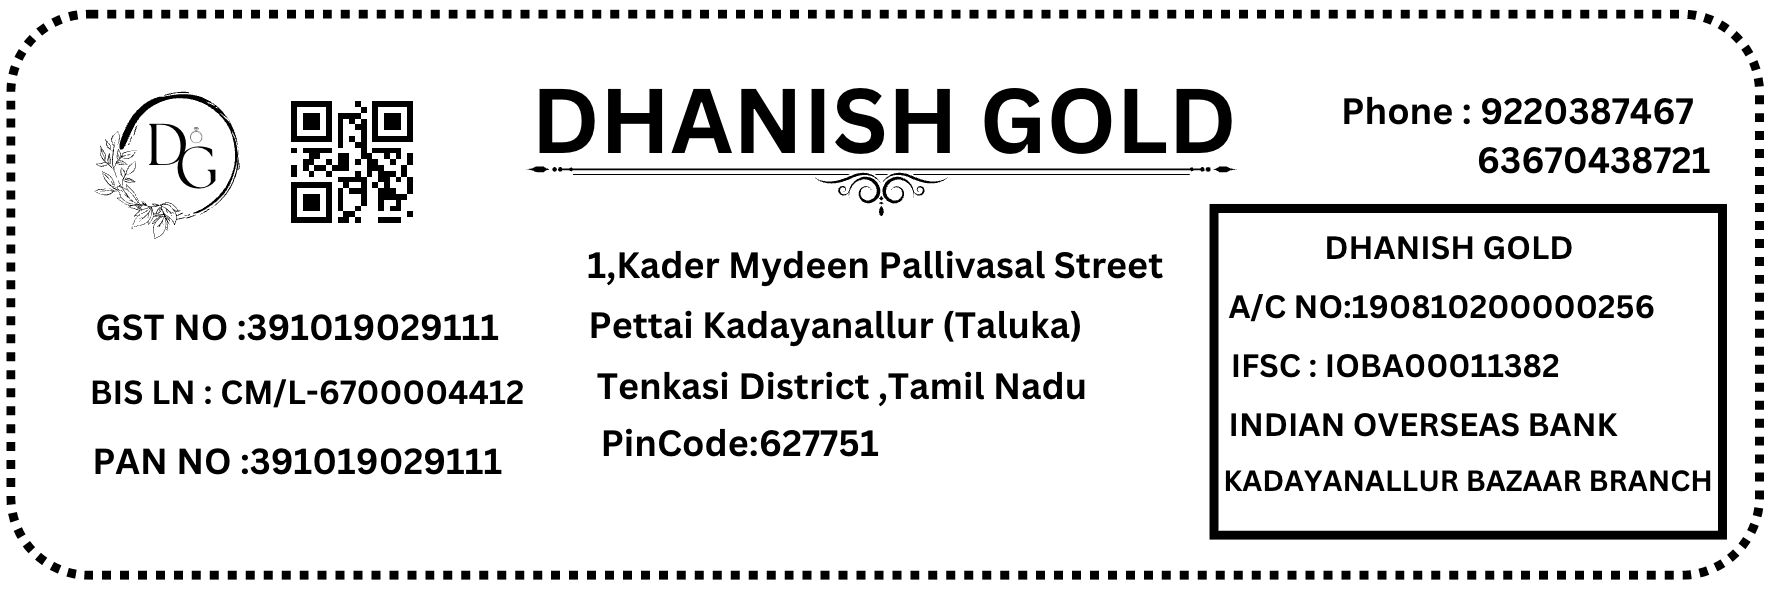 DG
DHANISH GOLD
Phone : 9220387467
63670438721
1,Kader Mydeen Pallivasal Street
Pettai Kadayanallur (Taluka)
Tenkasi District ,Tamil Nadu
PinCode:627751
GST NO :391019029111
BIS LN : CM/L-6700004412
PAN NO :391019029111
DHANISH GOLD
A/C NO:190810200000256
IFSC : IOBA00011382
INDIAN OVERSEAS BANK
KADAYANALLUR BAZAAR BRANCH